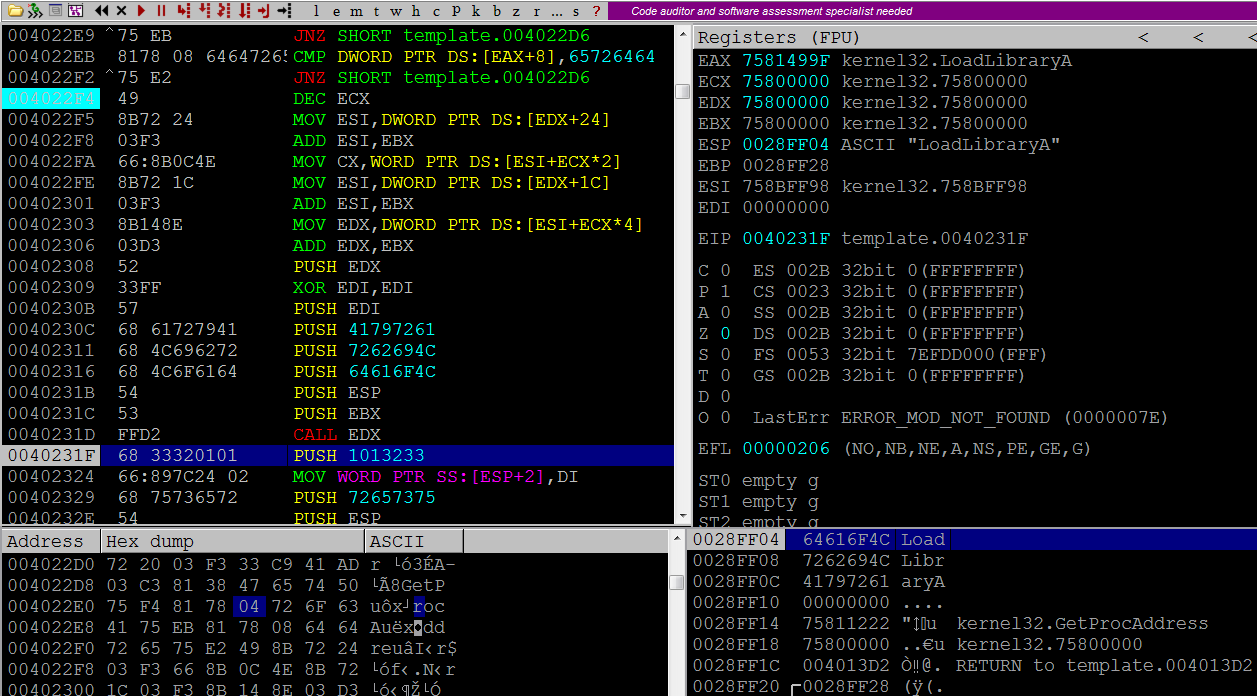 l e m t w h c P k b z r ... s ? Code auditor and software assessment specialist needed
004022E9 ^75 EB JNZ SHORT template.004022D6
004022EB 8178 08 64647265 CMP DWORD PTR DS:[EAX+8],65726464
004022F2 ^75 E2 JNZ SHORT template.004022D6
004022F4 49 DEC ECX
004022F5 8B72 24 MOV ESI,DWORD PTR DS:[EDX+24]
004022F8 03F3 ADD ESI,EBX
004022FA 66:8B0C4E MOV CX,WORD PTR DS:[ESI+ECX*2]
004022FE 8B72 1C MOV ESI,DWORD PTR DS:[EDX+1C]
00402301 03F3 ADD ESI,EBX
00402303 8B148E MOV EDX,DWORD PTR DS:[ESI+ECX*4]
00402306 03D3 ADD EDX,EBX
00402308 52 PUSH EDX
00402309 33FF XOR EDI,EDI
0040230B 57 PUSH EDI
0040230C 68 61727941 PUSH 41797261
00402311 68 4C696272 PUSH 7262694C
00402316 68 4C6F6164 PUSH 64616F4C
0040231B 54 PUSH ESP
0040231C 53 PUSH EBX
0040231D FFD2 CALL EDX
0040231F 68 33320101 PUSH 1013233
00402324 66:897C24 02 MOV WORD PTR SS:[ESP+2],DI
00402329 68 75736572 PUSH 72657375
0040232E 54 PUSH ESP
Registers (FPU) < < <
EAX 7581499F kernel32.LoadLibraryA
ECX 75800000 kernel32.75800000
EDX 75800000 kernel32.75800000
EBX 75800000 kernel32.75800000
ESP 0028FF04 ASCII "LoadLibraryA"
EBP 0028FF28
ESI 758BFF98 kernel32.758BFF98
EDI 00000000
EIP 0040231F template.0040231F
C 0 ES 002B 32bit 0(FFFFFFFF)
P 1 CS 0023 32bit 0(FFFFFFFF)
A 0 SS 002B 32bit 0(FFFFFFFF)
Z 0 DS 002B 32bit 0(FFFFFFFF)
S 0 FS 0053 32bit 7EFDD000(FFF)
T 0 GS 002B 32bit 0(FFFFFFFF)
D 0
O 0 LastErr ERROR_MOD_NOT_FOUND (0000007E)
EFL 00000206 (NO,NB,NE,A,NS,PE,GE,G)
ST0 empty g
ST1 empty g
ST2 empty g
Address Hex dump ASCII
004022D0 72 20 03 F3 33 C9 41 AD r └ó3ÉA-
004022D8 03 C3 81 38 47 65 74 50 └Ã8GetP
004022E0 75 F4 81 78 04 72 6F 63 uôx┘roc
004022E8 41 75 EB 81 78 08 64 64 Auëx◘dd
004022F0 72 65 75 E2 49 8B 72 24 reuâI‹r$
004022F8 03 F3 66 8B 0C 4E 8B 72 └óf‹.N‹r
00402300 1C 03 F3 8B 14 8E 03 D3 ∟└ó‹¶Ž└Ó
0028FF04 64616F4C Load
0028FF08 7262694C Libr
0028FF0C 41797261 aryA
0028FF10 00000000 ....
0028FF14 75811222 kernel32.GetProcAddress
0028FF18 75800000 ..€u kernel32.75800000
0028FF1C 004013D2 Ò‼@. RETURN to template.004013D2
0028FF20 0028FF28 (ÿ(.